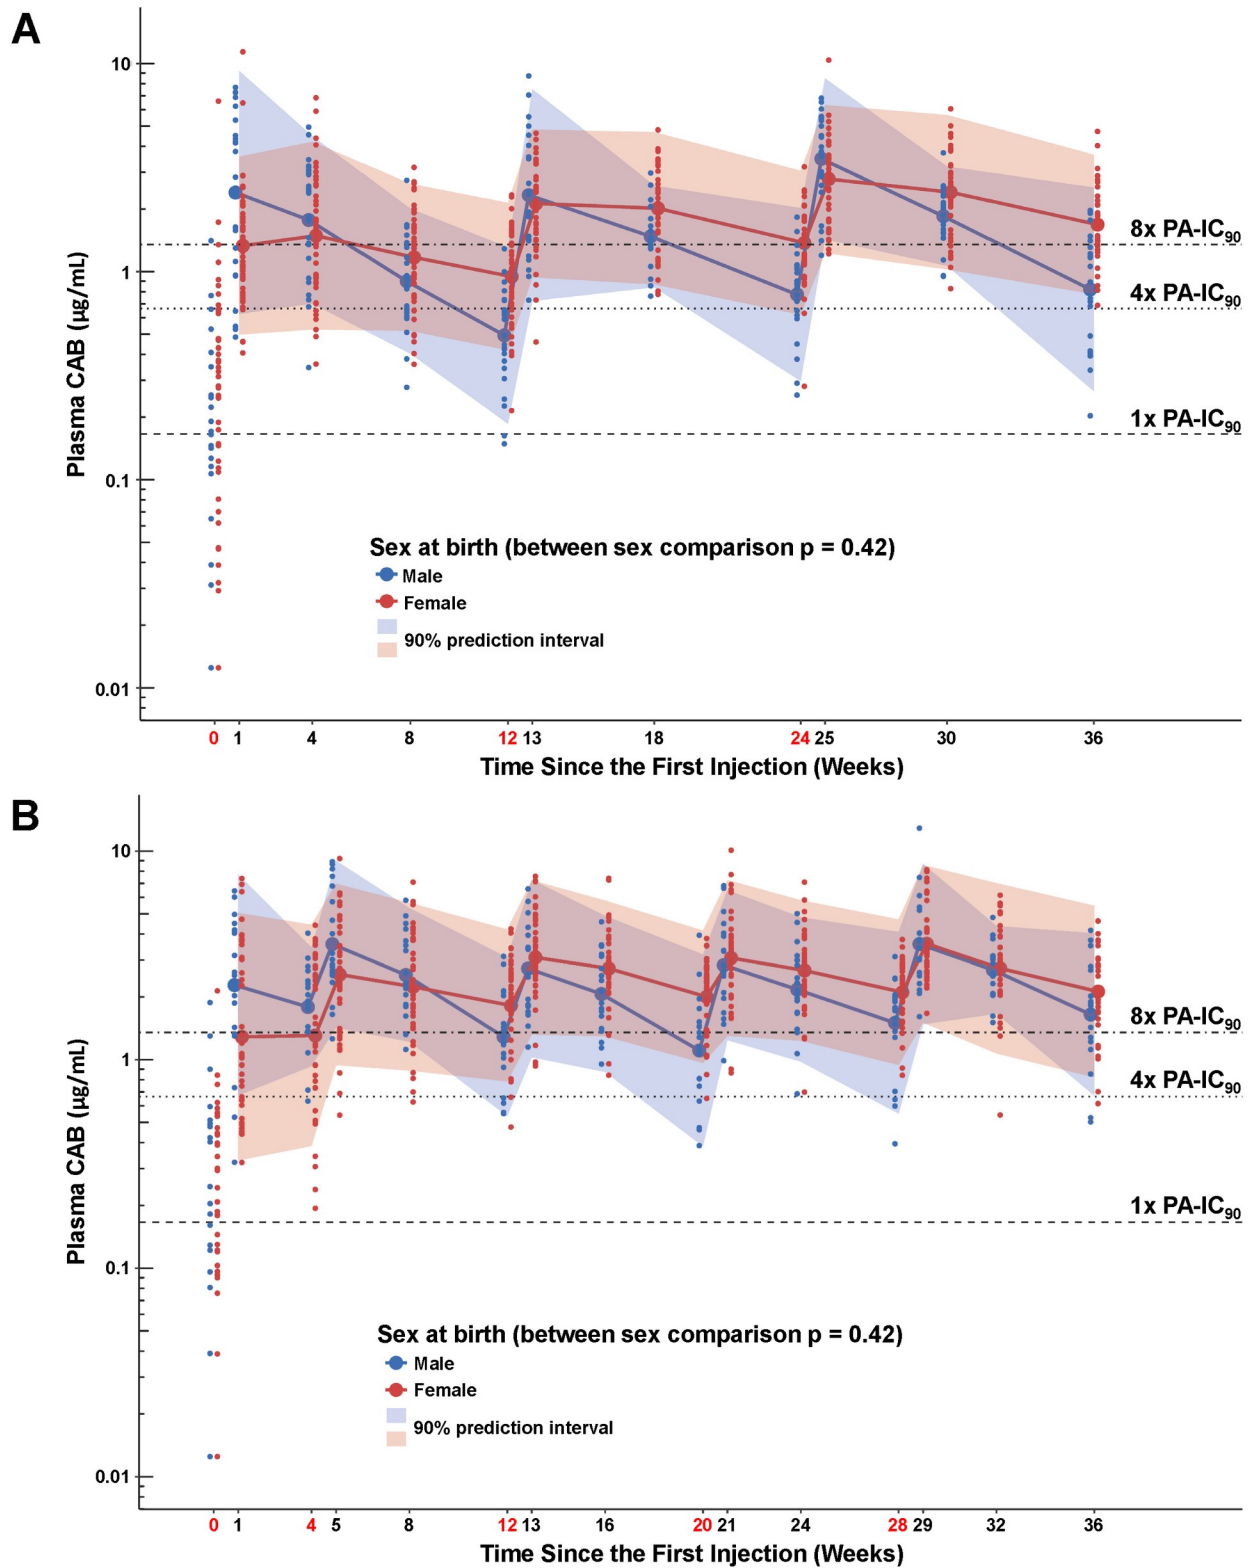 A
10
1
0.1
0.01
Plasma CAB (µg/mL)
8x PA-IC90
4x PA-IC90
1x PA-IC90
Sex at birth (between sex comparison p = 0.42)
Male
Female
90% prediction interval
0 1 4 8 12 13 18 24 25 30 36
Time Since the First Injection (Weeks)
B
10
1
0.1
0.01
Plasma CAB (µg/mL)
8x PA-IC90
4x PA-IC90
1x PA-IC90
Sex at birth (between sex comparison p = 0.42)
Male
Female
90% prediction interval
0 1 4 5 8 12 13 16 20 21 24 28 29 32 36
Time Since the First Injection (Weeks)